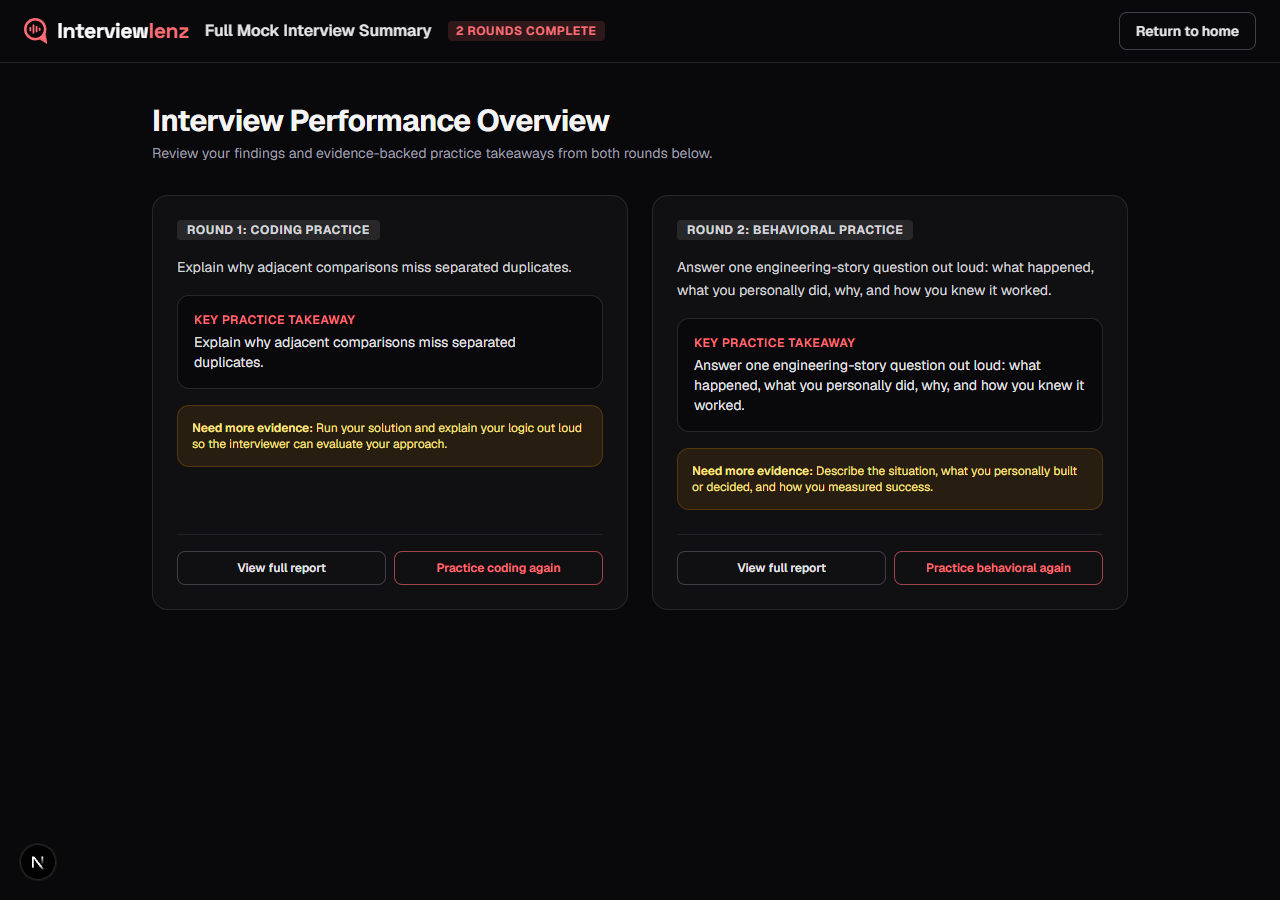 Interviewlenz Full Mock Interview Summary 2 ROUNDS COMPLETE Return to home
Interview Performance Overview
Review your findings and evidence-backed practice takeaways from both rounds below.
ROUND 1: CODING PRACTICE
Explain why adjacent comparisons miss separated duplicates.
KEY PRACTICE TAKEAWAY
Explain why adjacent comparisons miss separated
duplicates.
Need more evidence: Run your solution and explain your logic out loud
so the interviewer can evaluate your approach.
View full report Practice coding again
ROUND 2: BEHAVIORAL PRACTICE
Answer one engineering-story question out loud: what happened,
what you personally did, why, and how you knew it worked.
KEY PRACTICE TAKEAWAY
Answer one engineering-story question out loud: what
happened, what you personally did, why, and how you knew it
worked.
Need more evidence: Describe the situation, what you personally built
or decided, and how you measured success.
View full report Practice behavioral again
N